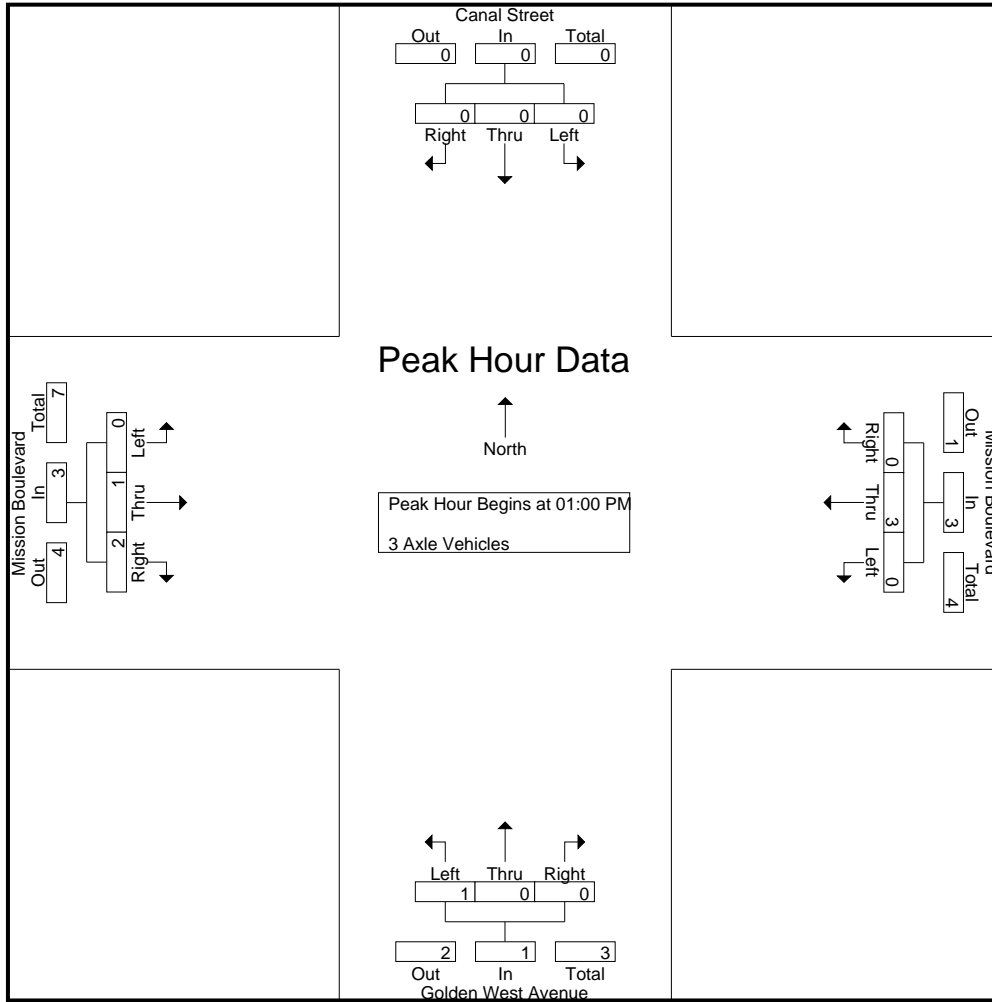 Canal Street
Out In Total
0 0 0
0 0 0
Right Thru Left
Peak Hour Data
North
Peak Hour Begins at 01:00 PM
3 Axle Vehicles
Mission Boulevard
Total In Out
7 3 4
0 1 2
Left Thru Right
Right Thru Left
0 3 0
Out In Total
1 3 4
Mission Boulevard
Left Thru Right
1 0 0
2 1 3
Out In Total
Golden West Avenue